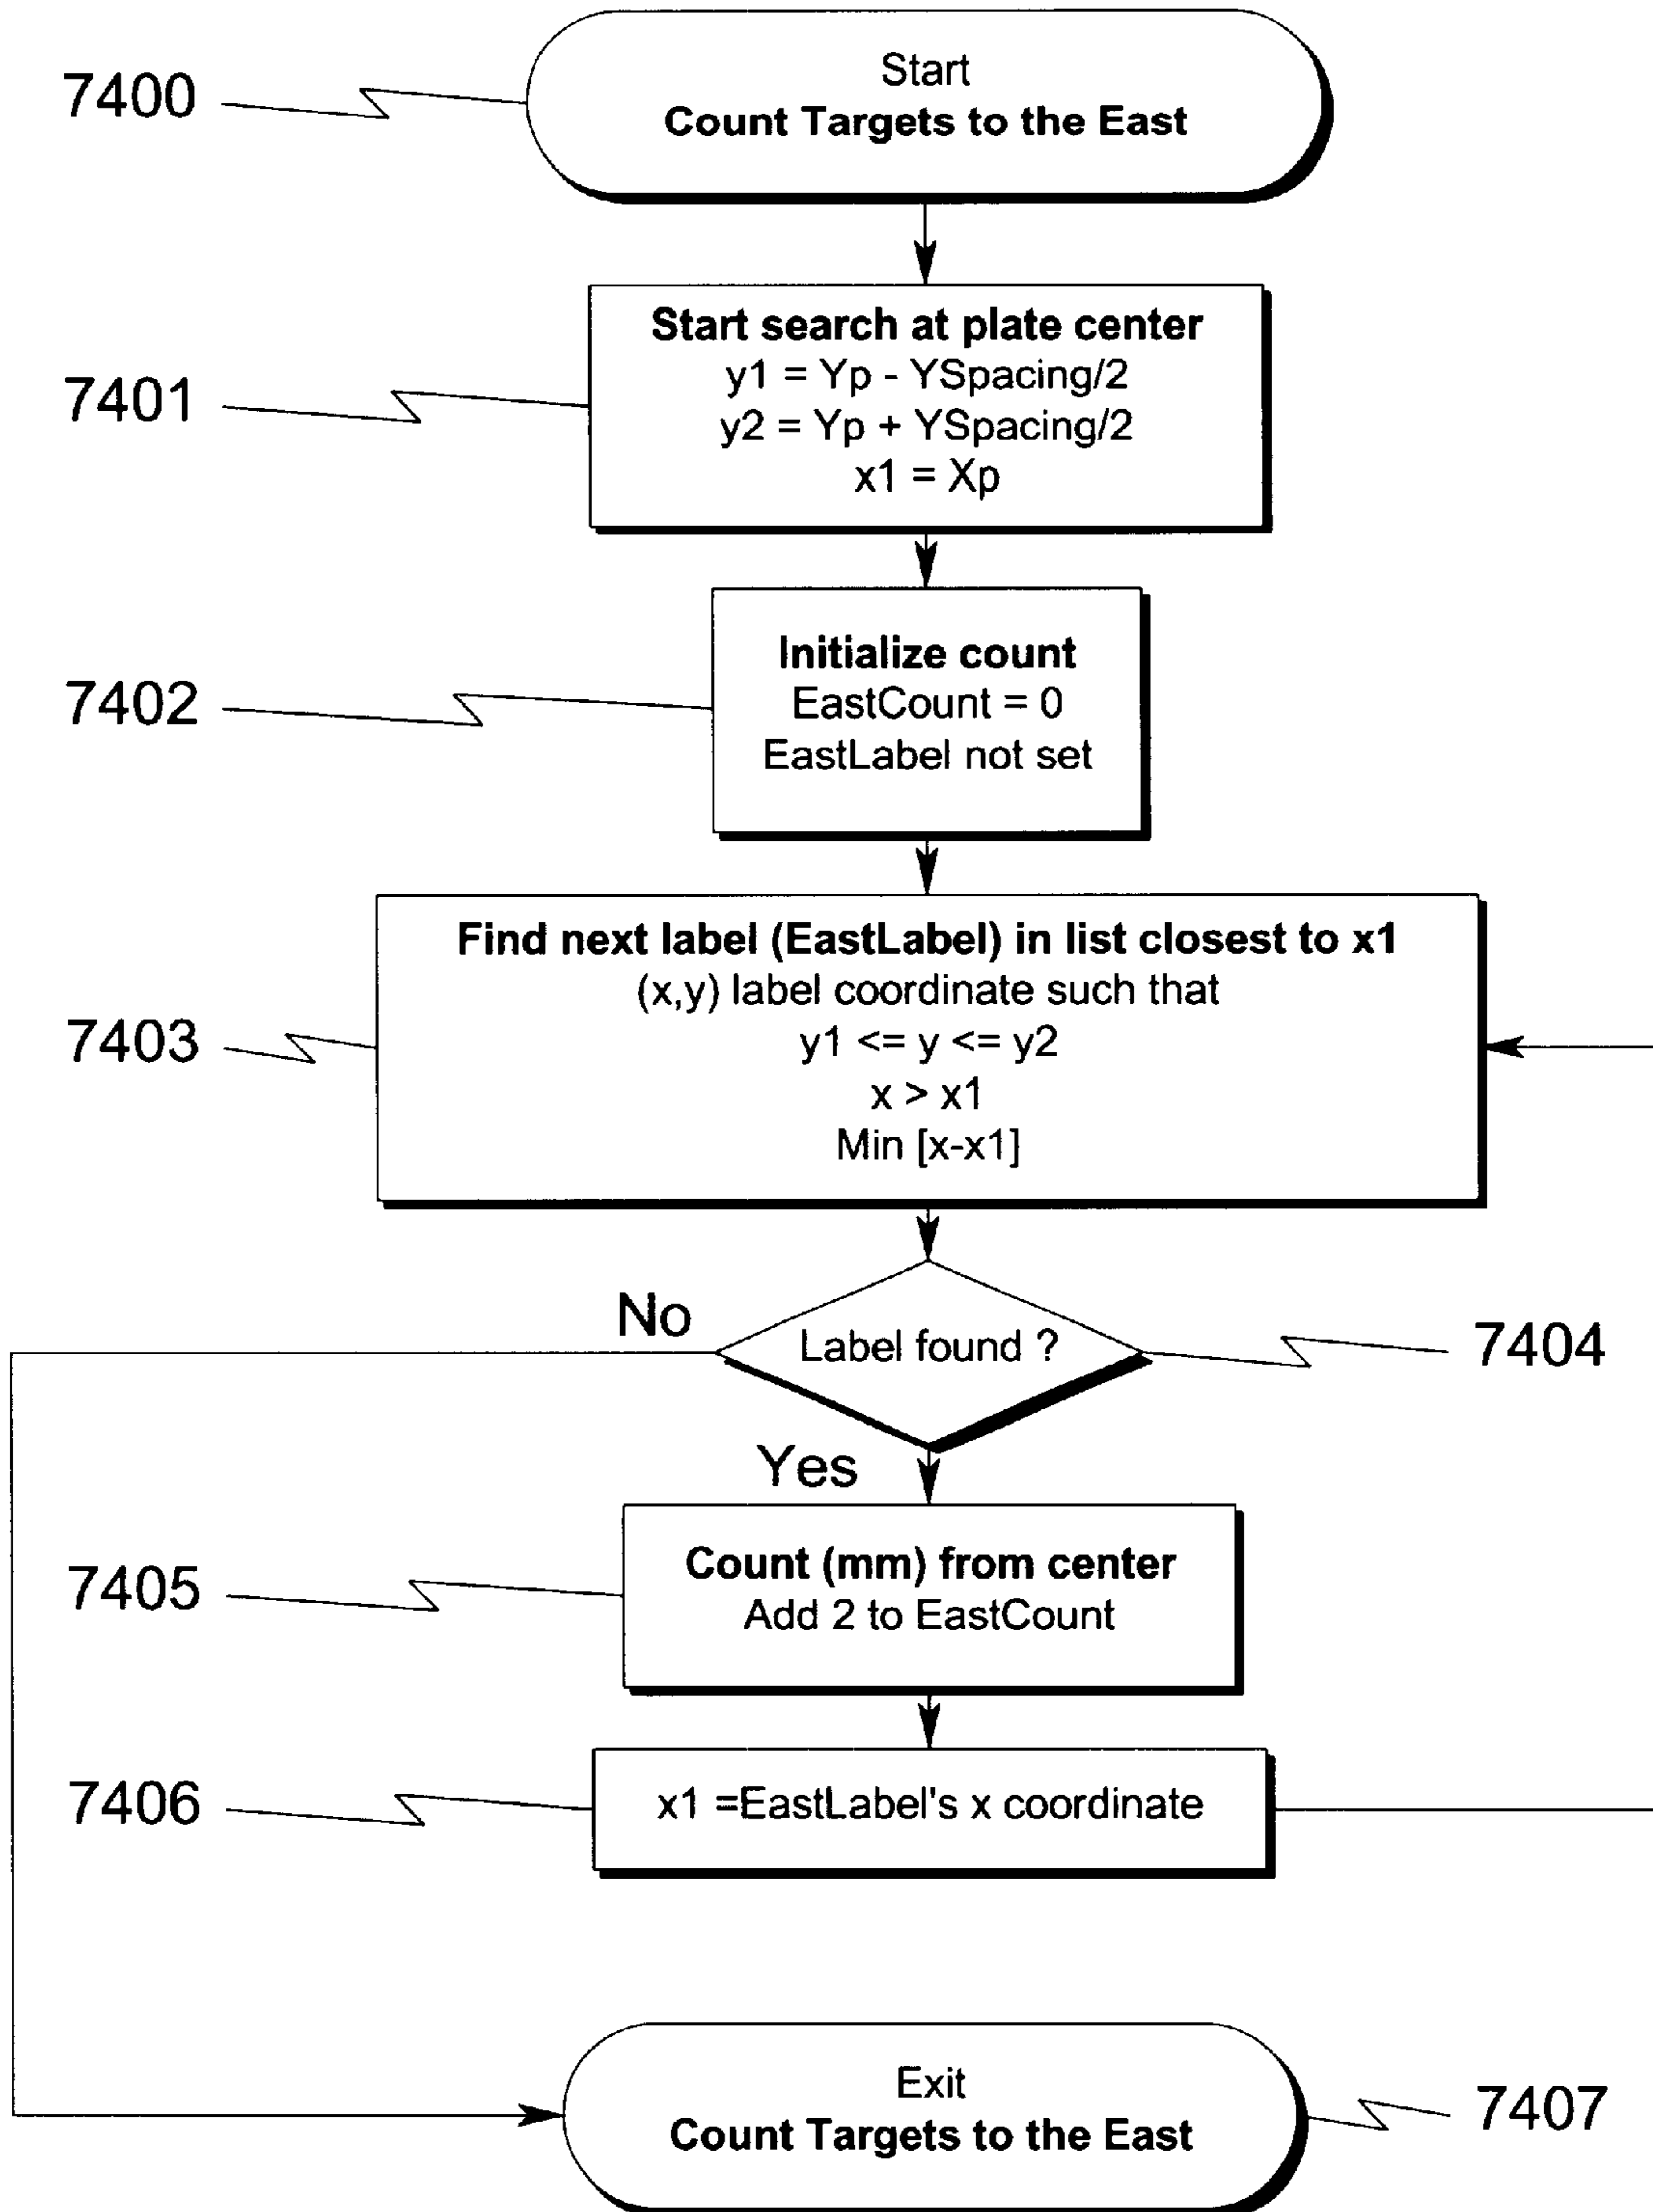 7400
Start
Count Targets to the East
7401
Start search at plate center
y1 = Yp - YSpacing/2
y2 = Yp + YSpacing/2
x1 = Xp
7402
Initialize count
EastCount = 0
EastLabel not set
7403
Find next label (EastLabel) in list closest to x1
(x,y) label coordinate such that
y1 <= y <= y2
x > x1
Min [x-x1]
No
Label found ?
7404
Yes
7405
Count (mm) from center
Add 2 to EastCount
7406
x1 =EastLabel's x coordinate
Exit
Count Targets to the East
7407